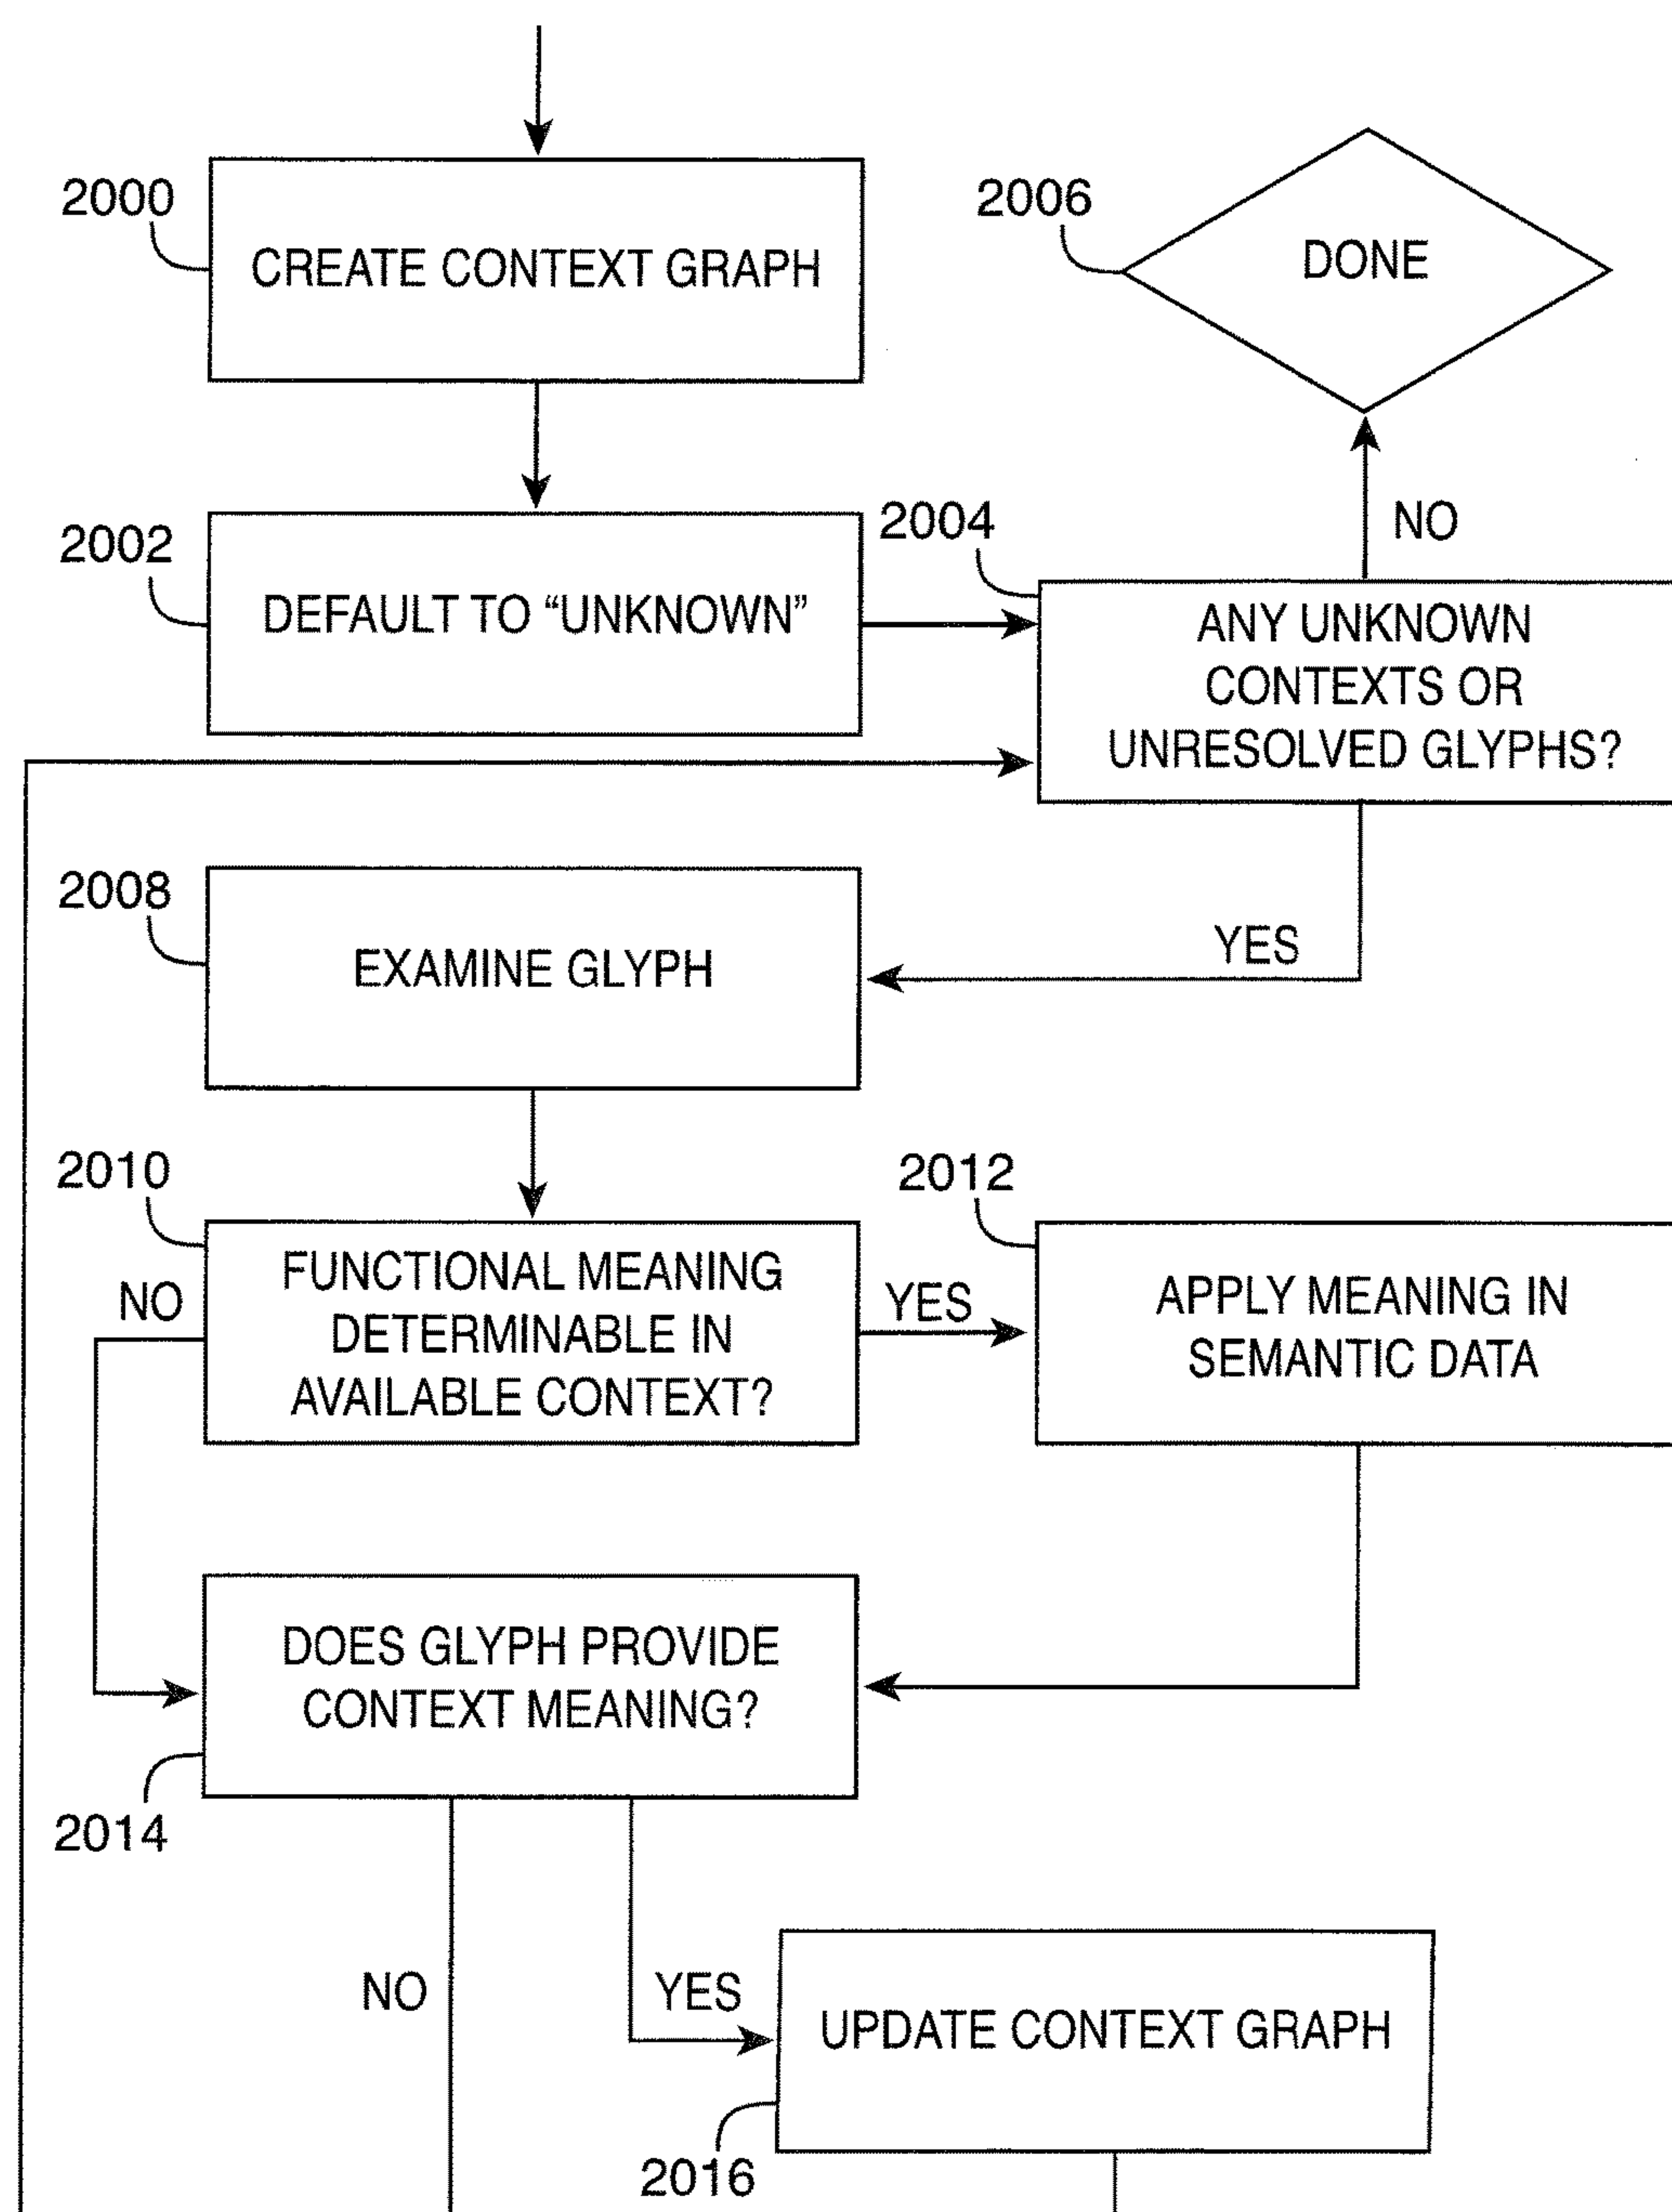 2000
CREATE CONTEXT GRAPH
2006
DONE
2002
DEFAULT TO “UNKNOWN”
2004
NO
ANY UNKNOWN
CONTEXTS OR
UNRESOLVED GLYPHS?
2008
EXAMINE GLYPH
YES
2010
NO
FUNCTIONAL MEANING
DETERMINABLE IN
AVAILABLE CONTEXT?
YES
2012
APPLY MEANING IN
SEMANTIC DATA
DOES GLYPH PROVIDE
CONTEXT MEANING?
2014
NO
YES
UPDATE CONTEXT GRAPH
2016